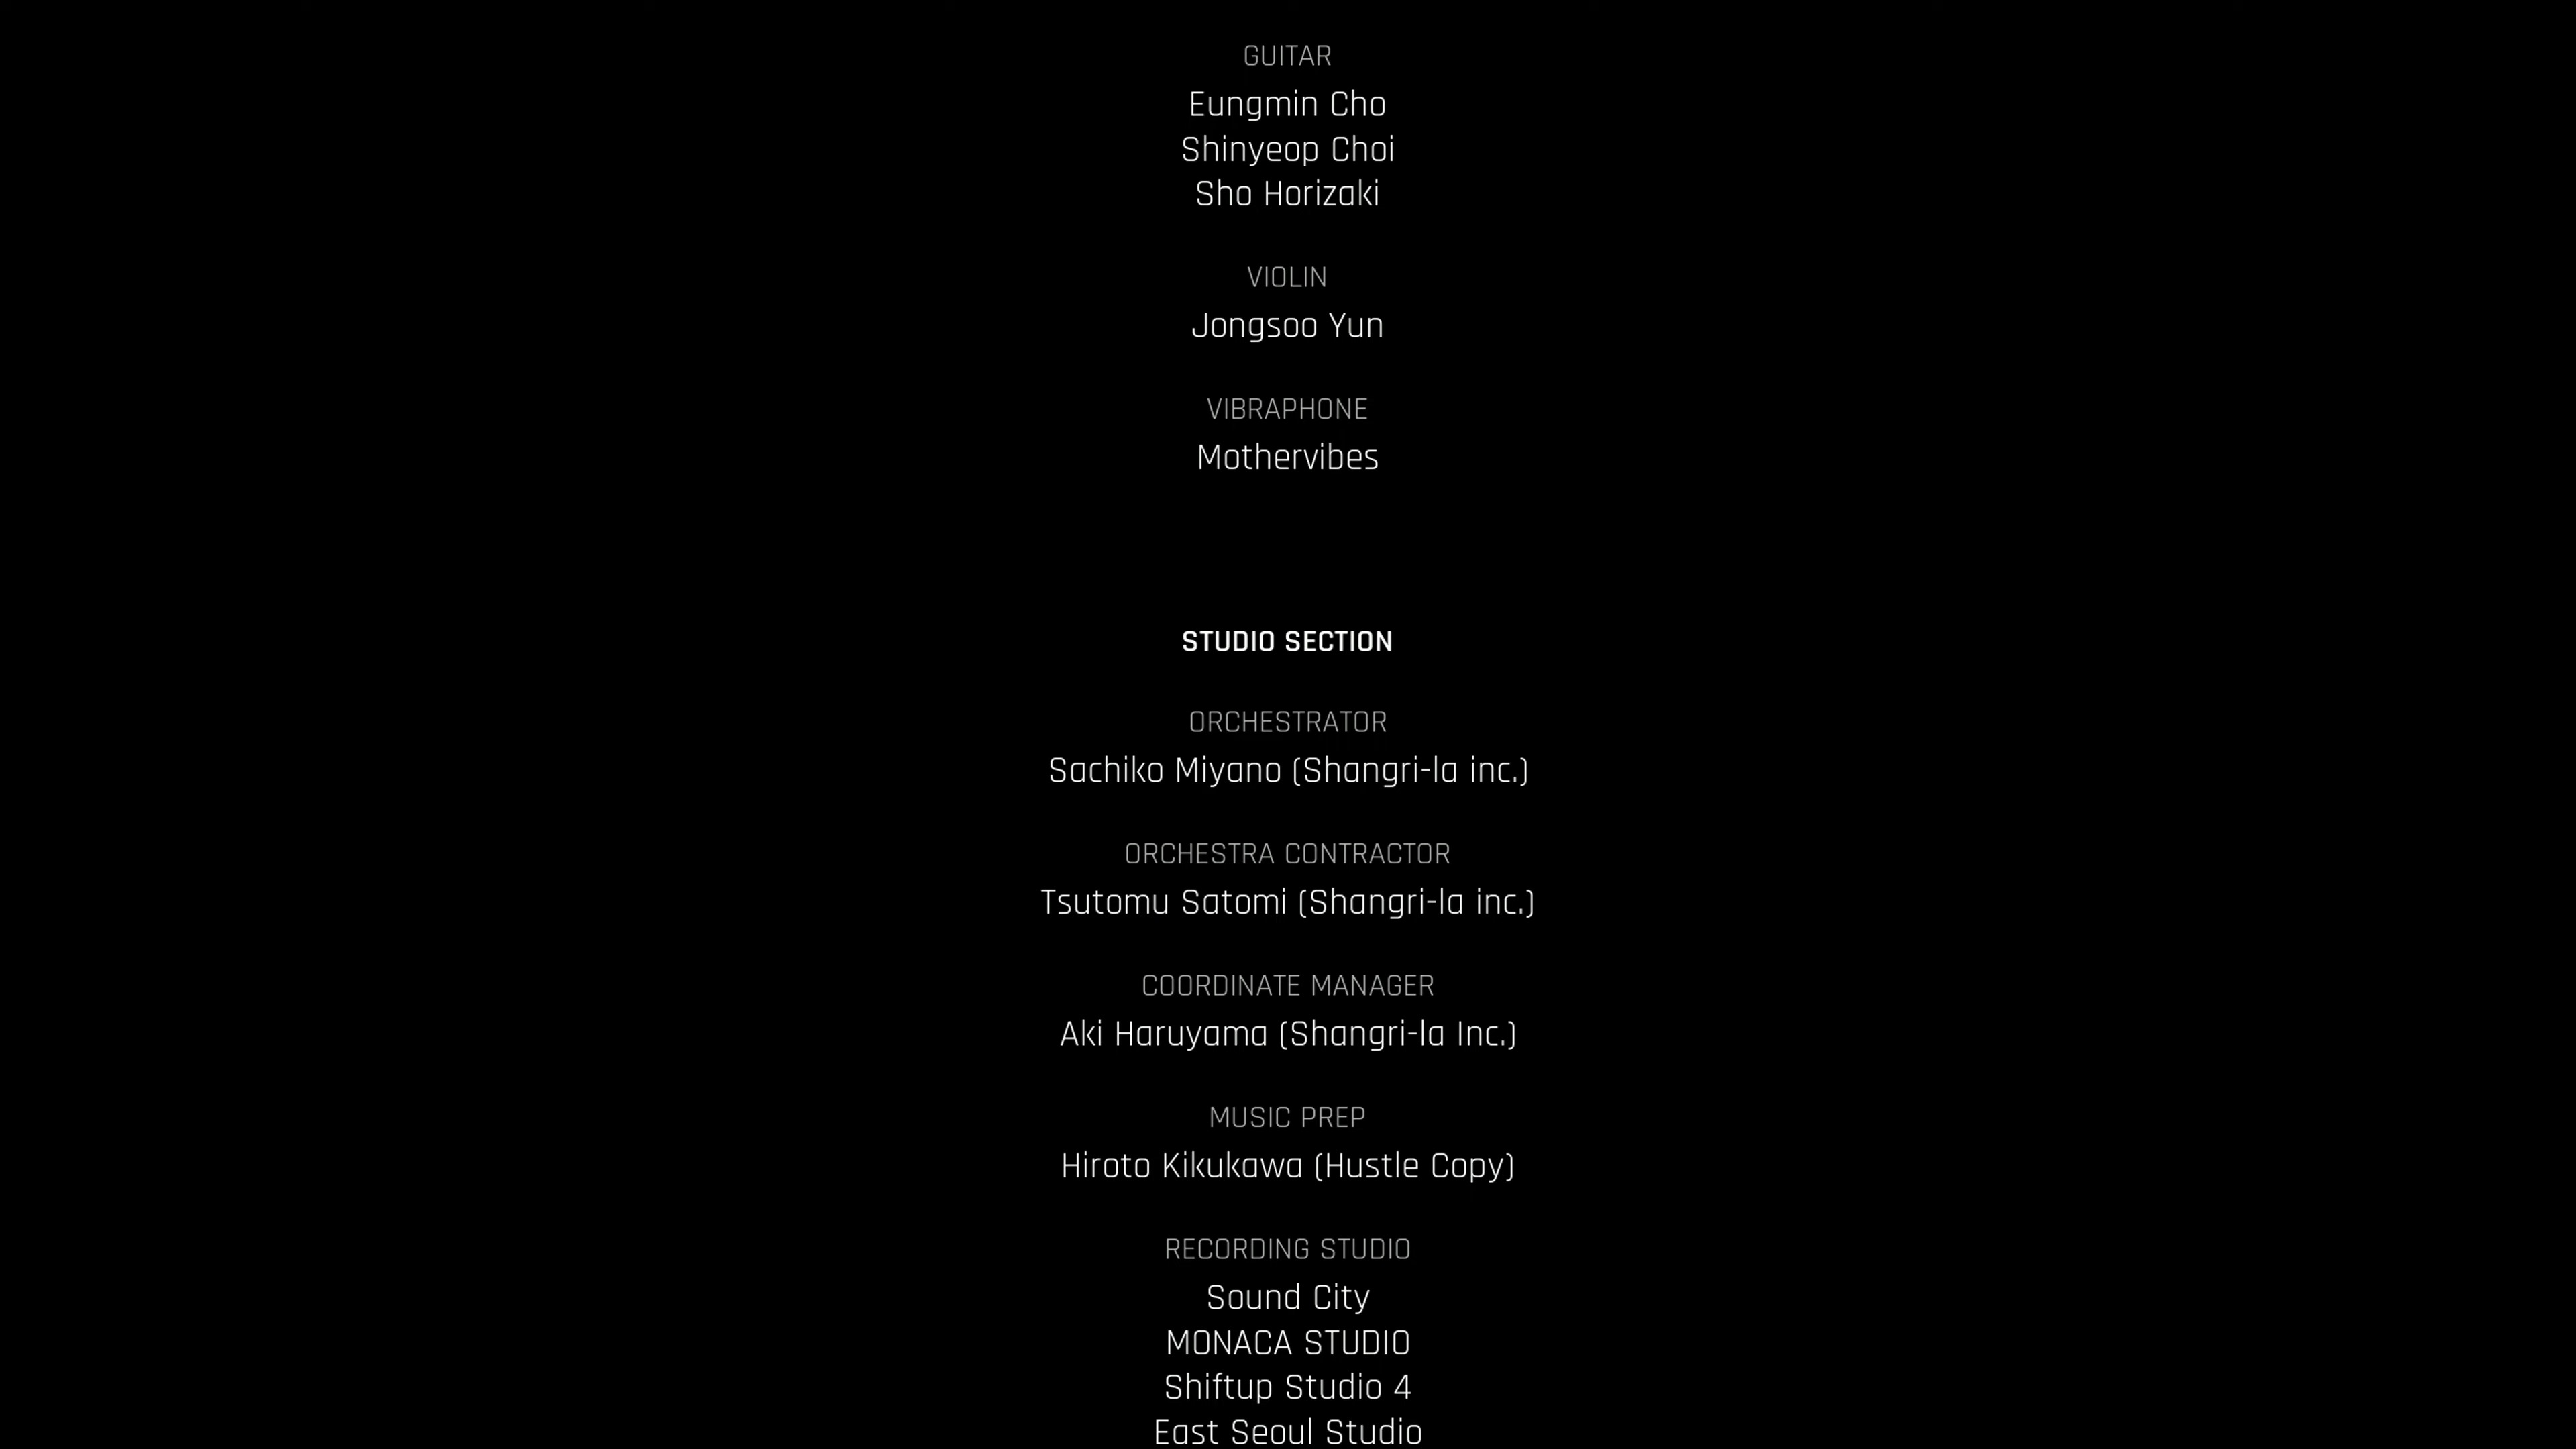 GUITAR
Eungmin Cho
Shinyeop Choi
Sho Horizaki
VIOLIN
Jongsoo Yun
VIBRAPHONE
Mothervibes
STUDIO SECTION
ORCHESTRATOR
Sachiko Miyano (Shangri-la inc.)
ORCHESTRA CONTRACTOR
Tsutomu Satomi (Shangri-la inc.)
COORDINATE MANAGER
Aki Haruyama (Shangri-la Inc.)
MUSIC PREP
Hiroto Kikukawa (Hustle Copy)
RECORDING STUDIO
Sound City
MONACA STUDIO
Shiftup Studio 4
East Seoul Studio